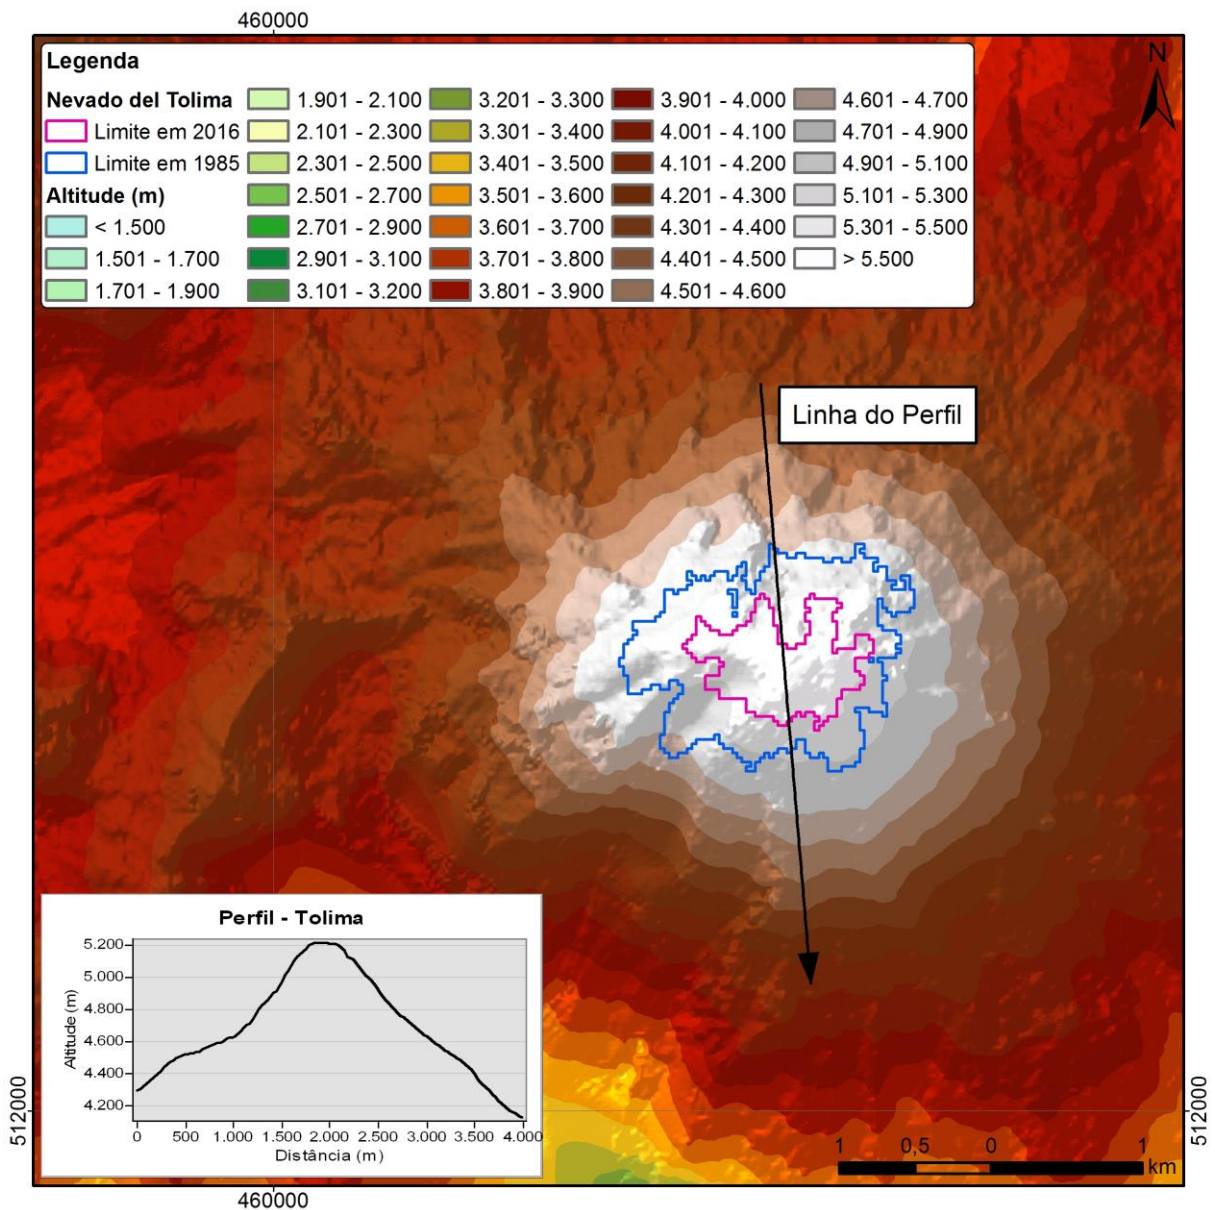 460000
Legenda
Nevado del Tolima
Limite em 2016
Limite em 1985
Altitude (m)
< 1.500
1.501 - 1.700
1.701 - 1.900
1.901 - 2.100
2.101 - 2.300
2.301 - 2.500
2.501 - 2.700
2.701 - 2.900
2.901 - 3.100
3.101 - 3.200
3.201 - 3.300
3.301 - 3.400
3.401 - 3.500
3.501 - 3.600
3.601 - 3.700
3.701 - 3.800
3.801 - 3.900
3.901 - 4.000
4.001 - 4.100
4.101 - 4.200
4.201 - 4.300
4.301 - 4.400
4.401 - 4.500
4.501 - 4.600
4.601 - 4.700
4.701 - 4.900
4.901 - 5.100
5.101 - 5.300
5.301 - 5.500
> 5.500
N
Linha do Perfil
Perfil - Tolima
Altitude (m)
5.200
5.000
4.800
4.600
4.400
4.200
0 500 1.000 1.500 2.000 2.500 3.000 3.500 4.000
Distância (m)
512000
512000
1 0,5 0 1
km
460000